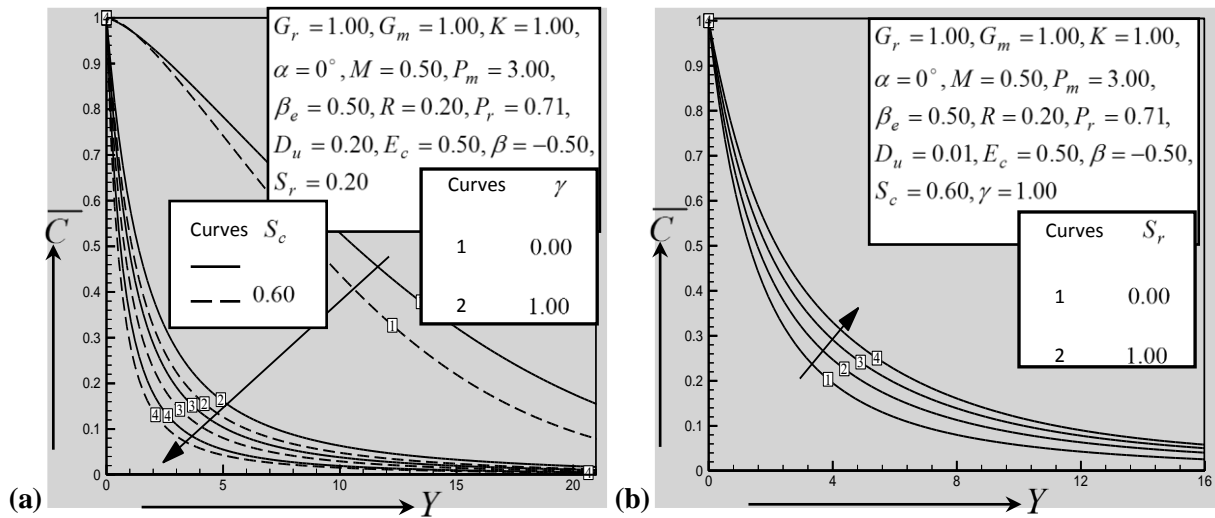 G_r = 1.00, G_m = 1.00, K = 1.00,
α = 0°, M = 0.50, P_m = 3.00,
β_e = 0.50, R = 0.20, P_r = 0.71,
D_u = 0.20, E_c = 0.50, β = −0.50,
S_r = 0.20
Curves γ
1 0.00
2 1.00
Curves S_c
0.60
1
0.9
0.8
0.7
0.6
0.5
0.4
0.3
0.2
0.1
0
C̅
4
1
1
4 4 3 3 2 2
4
0 5 10 15 20
(a)
Y
G_r = 1.00, G_m = 1.00, K = 1.00,
α = 0°, M = 0.50, P_m = 3.00,
β_e = 0.50, R = 0.20, P_r = 0.71,
D_u = 0.01, E_c = 0.50, β = −0.50,
S_c = 0.60, γ = 1.00
Curves S_r
1 0.00
2 1.00
1
0.9
0.8
0.7
0.6
0.5
0.4
0.3
0.2
0.1
0
C̅
4
1 2 3 4
0 4 8 12 16
(b)
Y